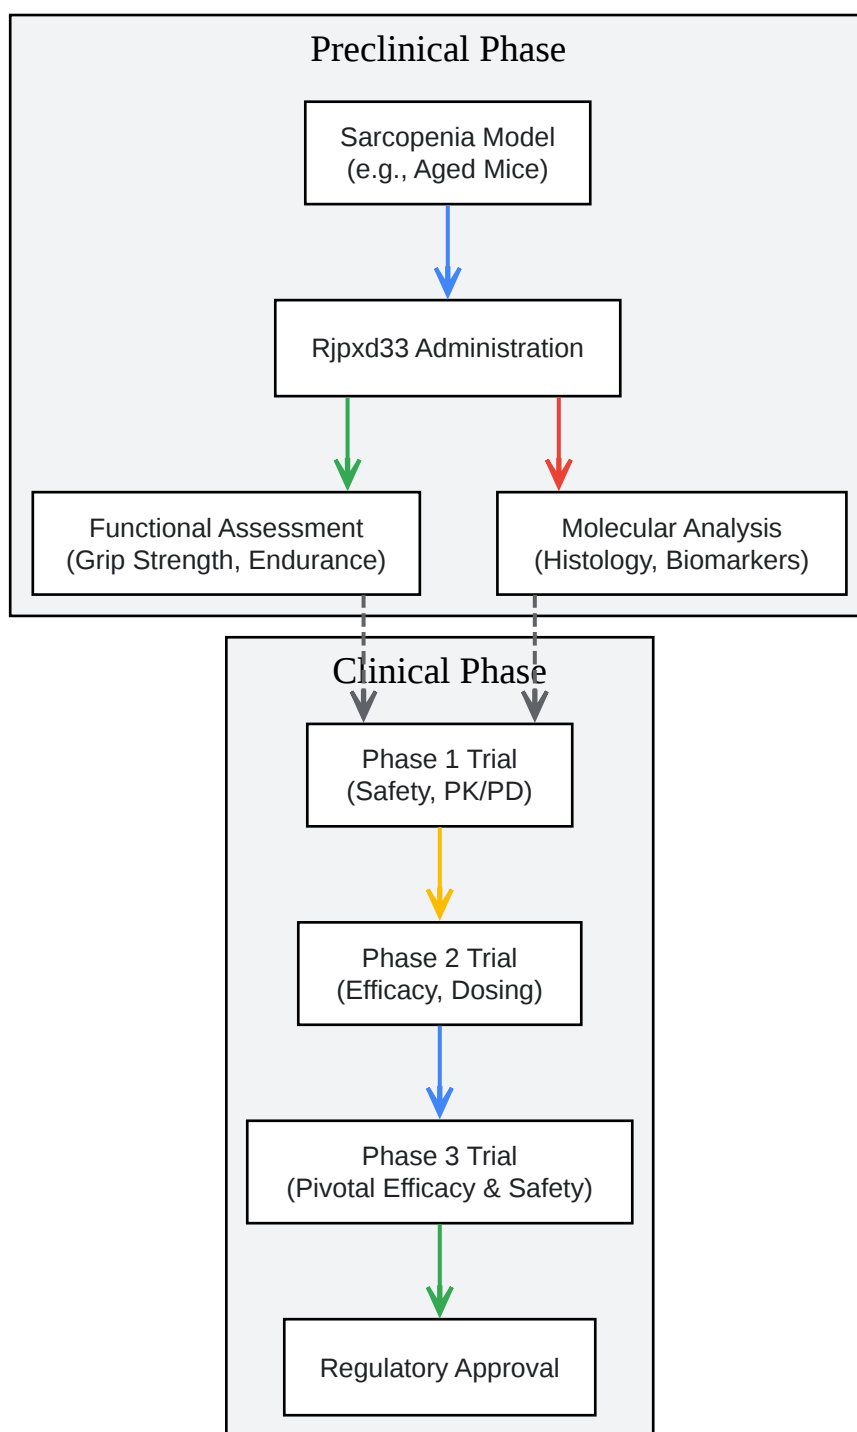 Preclinical Phase
Sarcopenia Model
(e.g., Aged Mice)
Rjpxd33 Administration
Functional Assessment
(Grip Strength, Endurance)
Molecular Analysis
(Histology, Biomarkers)
Clinical Phase
Phase 1 Trial
(Safety, PK/PD)
Phase 2 Trial
(Efficacy, Dosing)
Phase 3 Trial
(Pivotal Efficacy & Safety)
Regulatory Approval